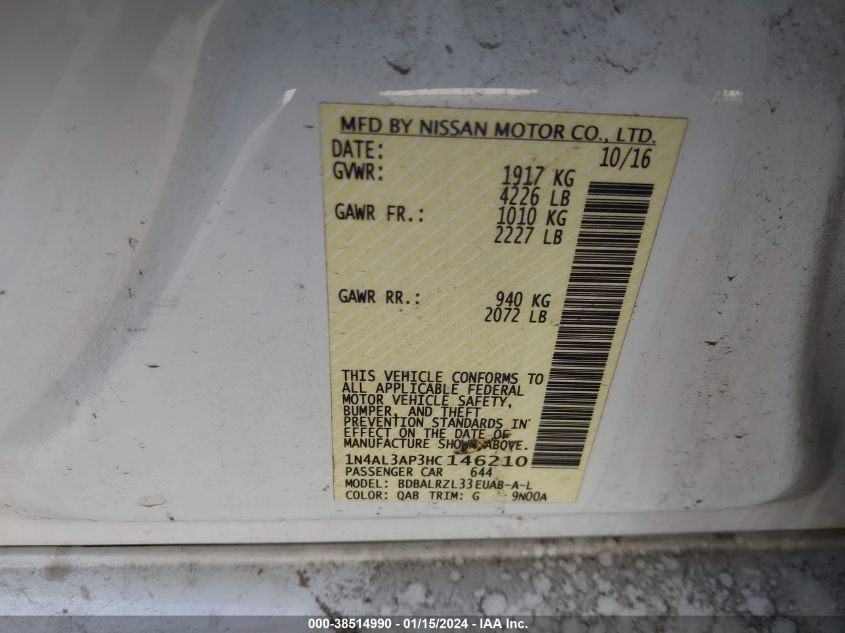 MFD BY NISSAN MOTOR CO., LTD.
DATE: 10/16
GVWR: 1917 KG
4226 LB
GAWR FR.: 1010 KG
2227 LB
GAWR RR.: 940 KG
2072 LB
THIS VEHICLE CONFORMS TO
ALL APPLICABLE FEDERAL
MOTOR VEHICLE SAFETY,
BUMPER, AND THEFT
PREVENTION STANDARDS IN
EFFECT ON THE DATE OF
MANUFACTURE SHOWN ABOVE.
1N4AL3AP3HC146210
PASSENGER CAR 644
MODEL: BDBALRZL33EUAB-A-L
COLOR: QAB TRIM: G 9N00A
000-38514990 - 01/15/2024 - IAA Inc.